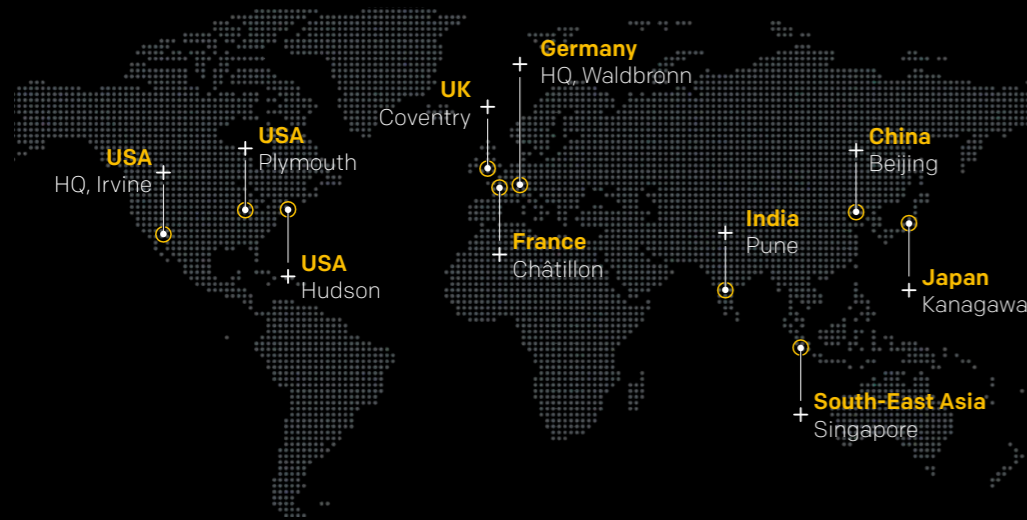 Germany
HQ, Waldbronn
UK
Coventry
USA
Plymouth
China
Beijing
USA
HQ, Irvine
India
Pune
France
Châtillon
USA
Hudson
Japan
Kanagawa
South-East Asia
Singapore